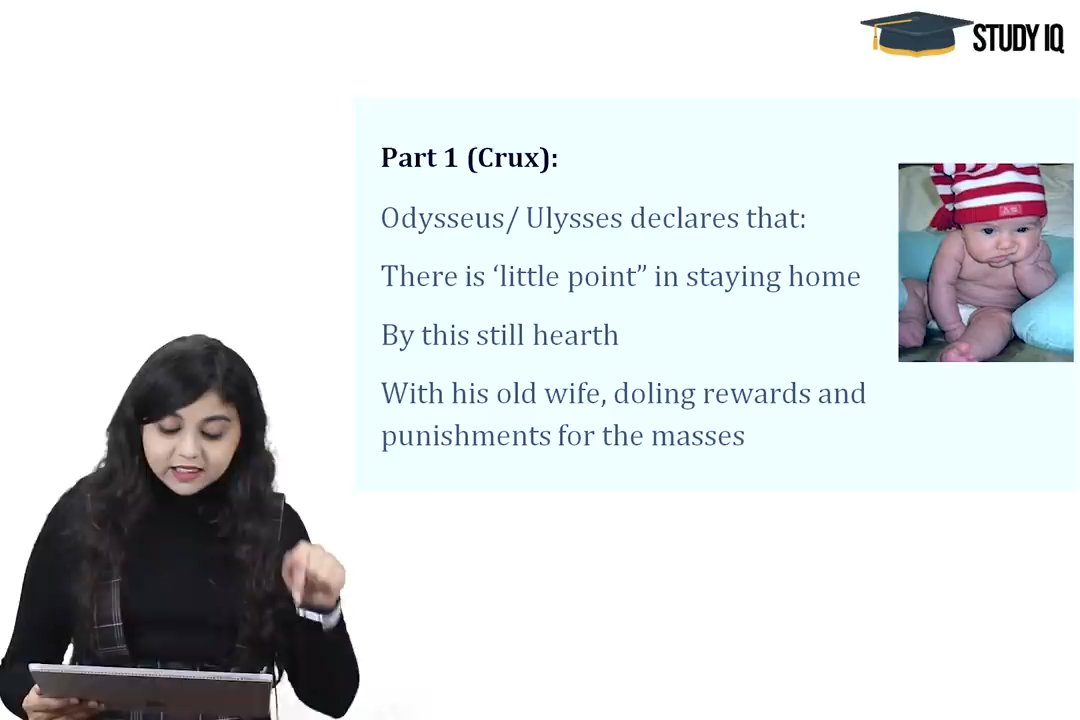 STUDY IQ
Part 1 (Crux):
Odysseus/ Ulysses declares that:
There is ‘little point” in staying home
By this still hearth
With his old wife, doling rewards and
punishments for the masses